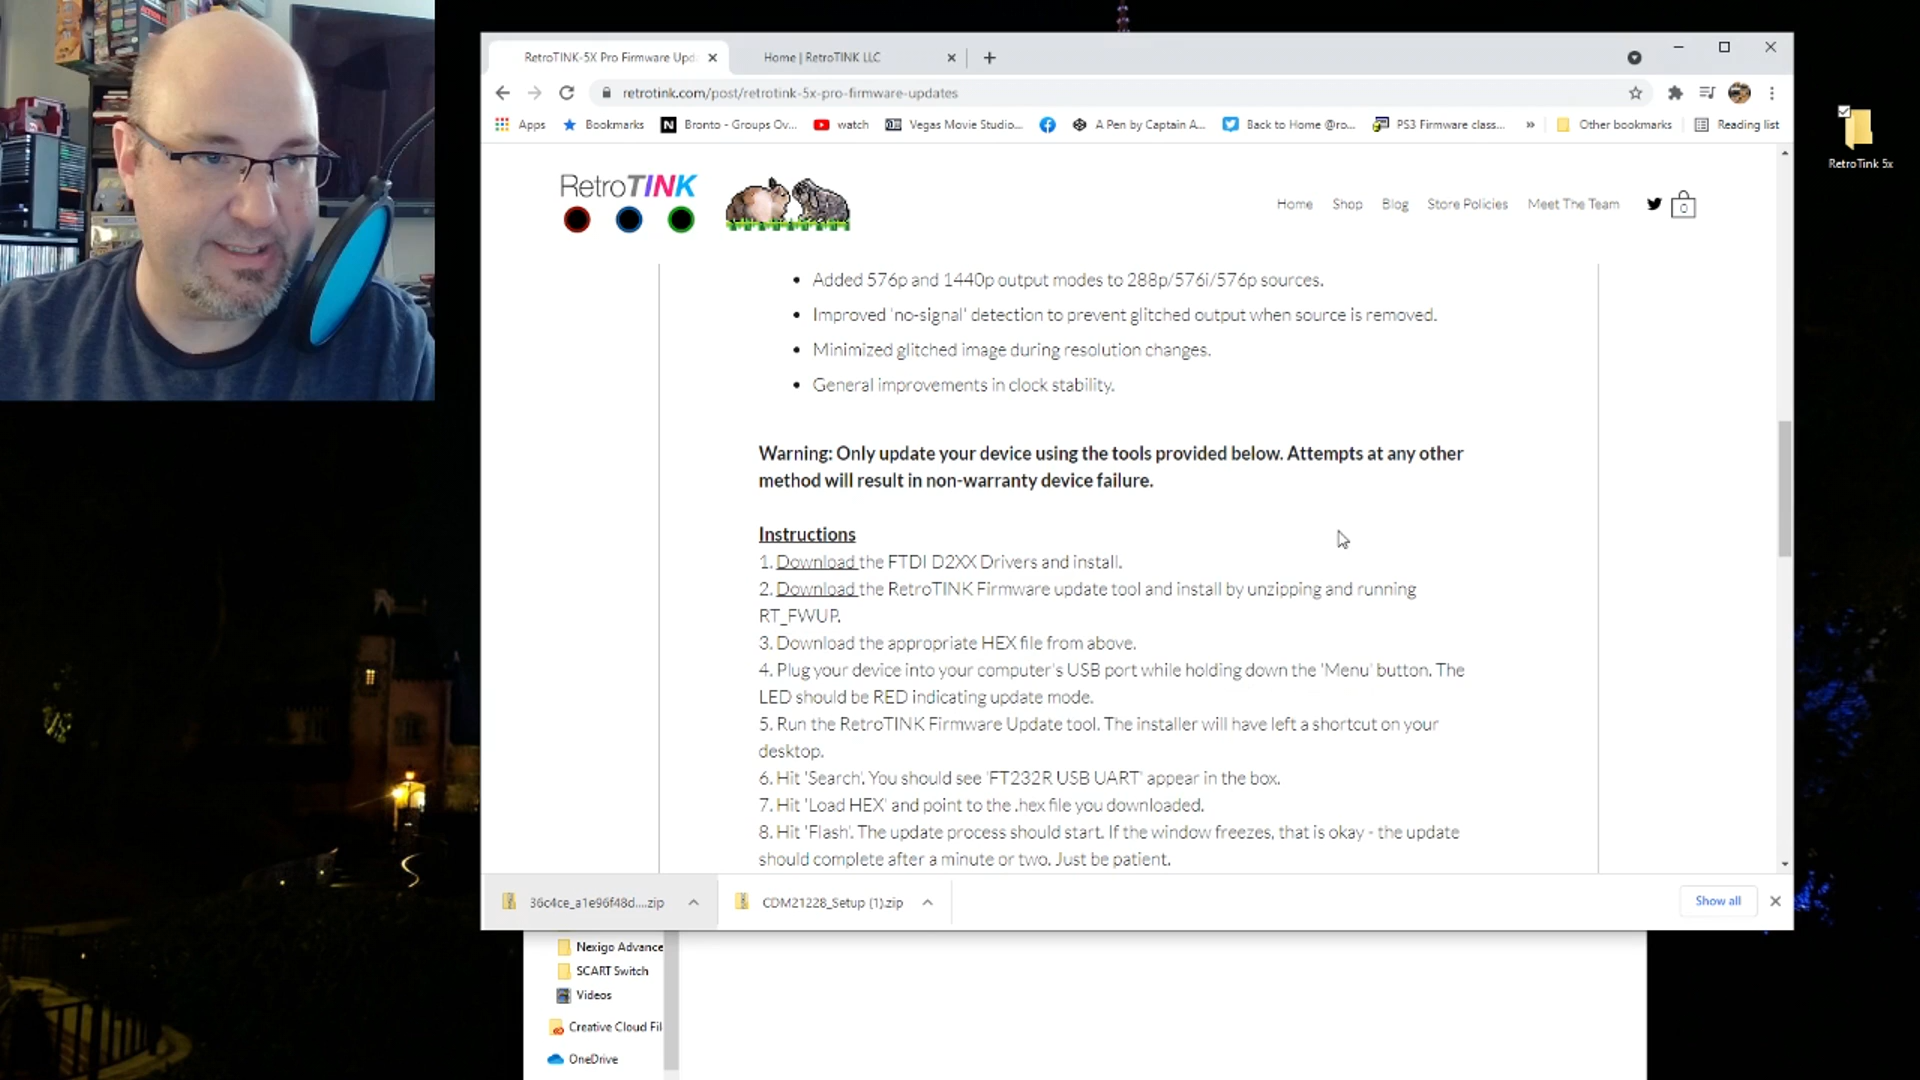 RetroTINK-5X Pro Firmware Upd
Home | RetroTINK LLC
retrotink.com/post/retrotink-5x-pro-firmware-updates
Apps
Bookmarks
Bronto - Groups Ov...
watch
Vegas Movie Studio...
A Pen by Captain A...
Back to Home @ro...
PS3 Firmware class...
»
Other bookmarks
Reading list
RetroTink 5x
RetroTINK
Home
Shop
Blog
Store Policies
Meet The Team
0
• Added 576p and 1440p output modes to 288p/576i/576p sources.
• Improved 'no-signal' detection to prevent glitched output when source is removed.
• Minimized glitched image during resolution changes.
• General improvements in clock stability.
Warning: Only update your device using the tools provided below. Attempts at any other
method will result in non-warranty device failure.
Instructions
1. Download the FTDI D2XX Drivers and install.
2. Download the RetroTINK Firmware update tool and install by unzipping and running
RT_FWUP.
3. Download the appropriate HEX file from above.
4. Plug your device into your computer's USB port while holding down the 'Menu' button. The
LED should be RED indicating update mode.
5. Run the RetroTINK Firmware Update tool. The installer will have left a shortcut on your
desktop.
6. Hit 'Search'. You should see 'FT232R USB UART' appear in the box.
7. Hit 'Load HEX' and point to the .hex file you downloaded.
8. Hit 'Flash'. The update process should start. If the window freezes, that is okay - the update
should complete after a minute or two. Just be patient.
36c4ce_a1e96f48d....zip
CDM21228_Setup (1).zip
Show all
Nexigo Advance
SCART Switch
Videos
Creative Cloud Fil
OneDrive